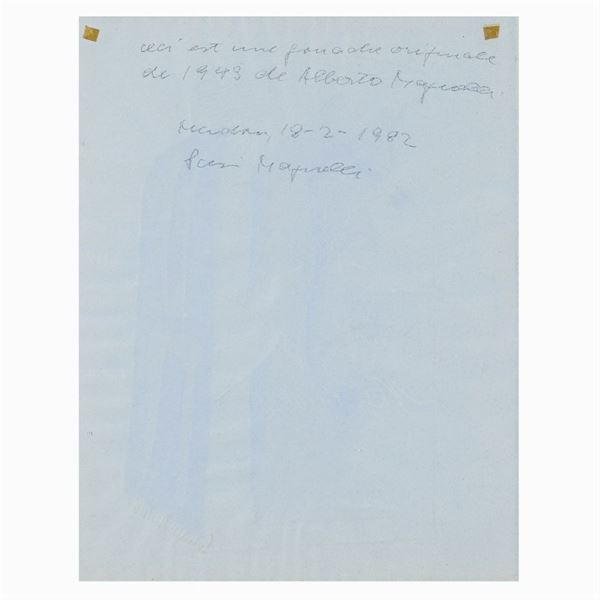 ceci est une gouache originale
de 1943 de Alberto Magnelli.
Meudon, 18-2-1982
Susi Magnelli